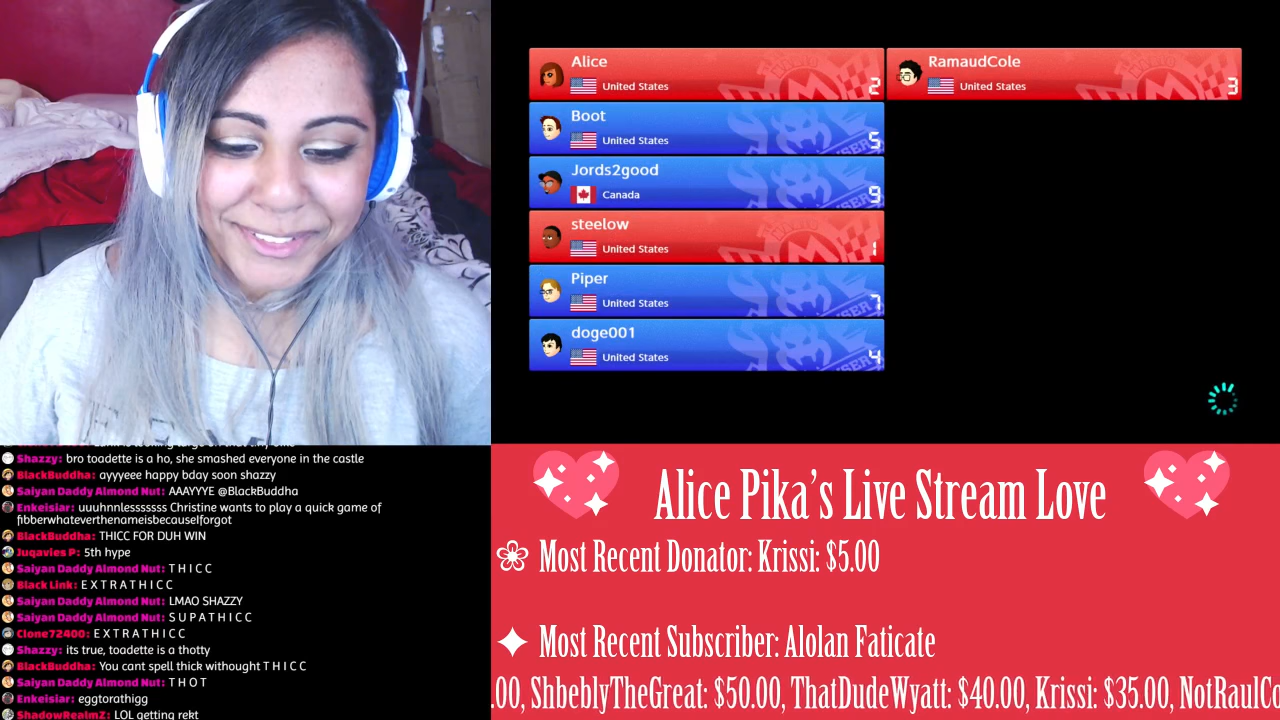 Alice
United States
2
RamaudCole
United States
3
Boot
United States
5
Jords2good
Canada
9
steelow
United States
1
Piper
United States
7
doge001
United States
4
Shazzy: bro toadette is a ho, she smashed everyone in the castle
BlackBuddha: ayyyeee happy bday soon shazzy
Saiyan Daddy Almond Nut: AAAYYYE @BlackBuddha
Enkeisiar: uuuhnnlesssssss Christine wants to play a quick game of
fibberwhateverthenameisbecauseIforgot
BlackBuddha: THICC FOR DUH WIN
Juqavies P: 5th hype
Saiyan Daddy Almond Nut: T H I C C
Black Link: E X T R A T H I C C
Saiyan Daddy Almond Nut: LMAO SHAZZY
Saiyan Daddy Almond Nut: S U P A T H I C C
Clone72400: E X T R A T H I C C
Shazzy: its true, toadette is a thotty
BlackBuddha: You cant spell thick withought T H I C C
Saiyan Daddy Almond Nut: T H O T
Enkeisiar: eggtorathigg
ShadowRealmZ: LOL getting rekt
Alice Pika's Live Stream Love
Most Recent Donator: Krissi: $5.00
Most Recent Subscriber: Alolan Faticate
.00, ShbeblyTheGreat: $50.00, ThatDudeWyatt: $40.00, Krissi: $35.00, NotRaulCo